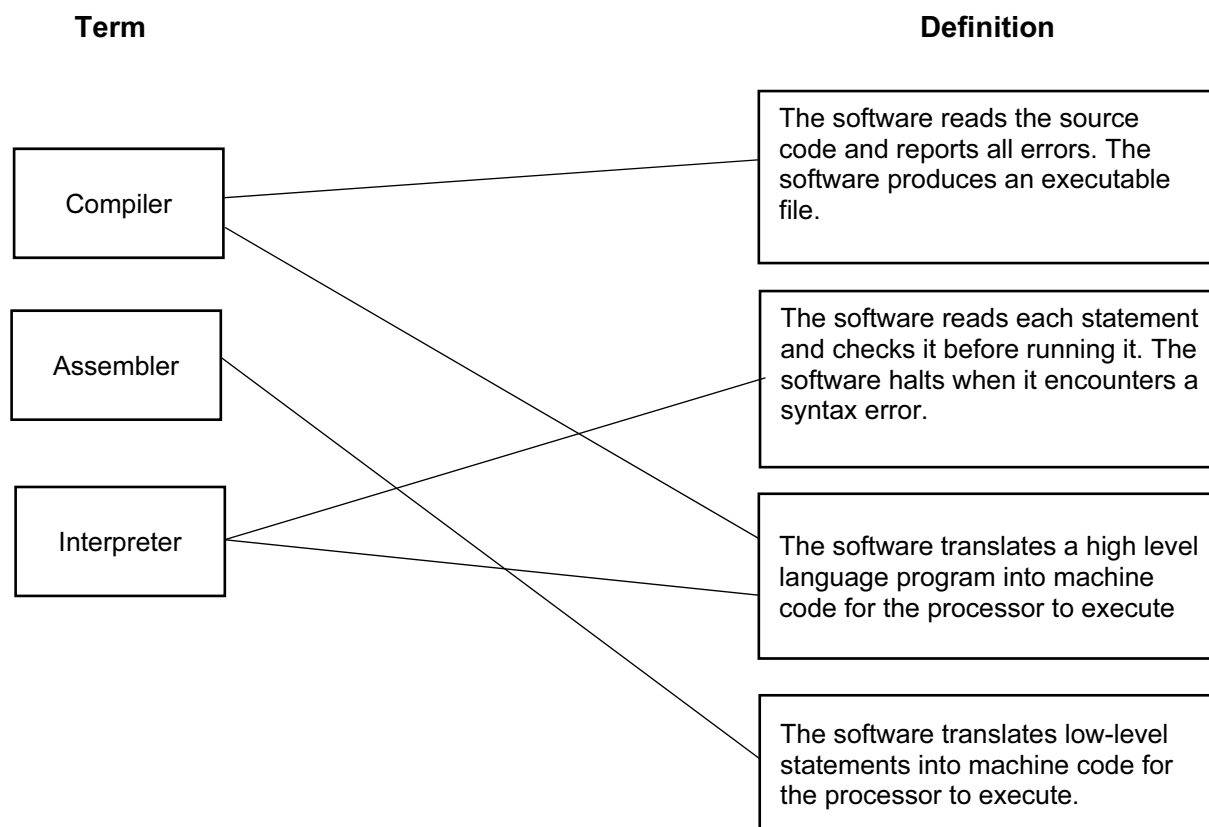 Term
Definition
Compiler
Assembler
Interpreter
The software reads the source
code and reports all errors. The
software produces an executable
file.
The software reads each statement
and checks it before running it. The
software halts when it encounters a
syntax error.
The software translates a high level
language program into machine
code for the processor to execute
The software translates low-level
statements into machine code for
the processor to execute.